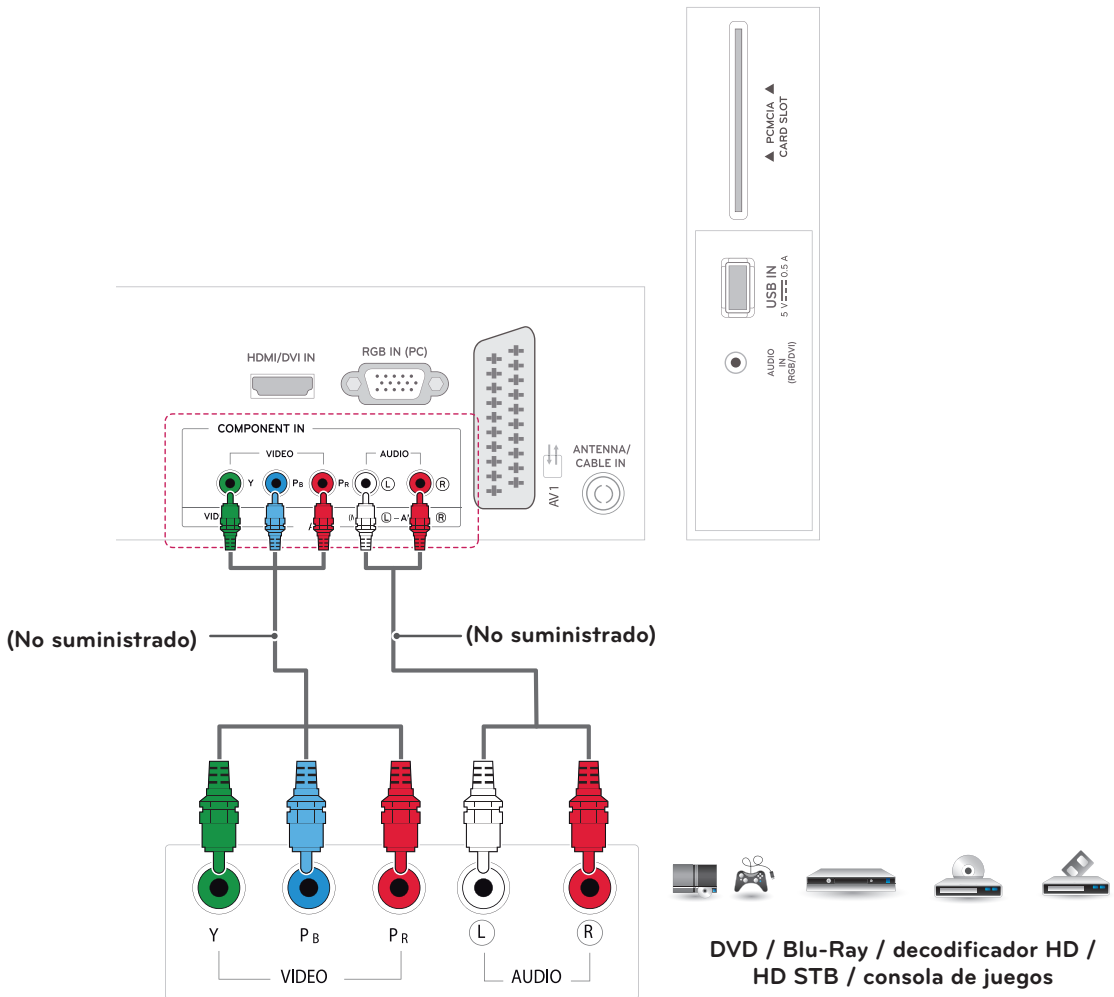 ▲ PCMCIA ▲
CARD SLOT
USB IN
5 V 0.5 A
AUDIO
IN
(RGB/DVI)
HDMI/DVI IN
RGB IN (PC)
COMPONENT IN
VIDEO
AUDIO
Y
PB
PR
L
R
VID
L
R
AV1
ANTENNA/
CABLE IN
(No suministrado)
(No suministrado)
Y
PB
PR
L
R
VIDEO
AUDIO
DVD / Blu-Ray / decodificador HD /
HD STB / consola de juegos